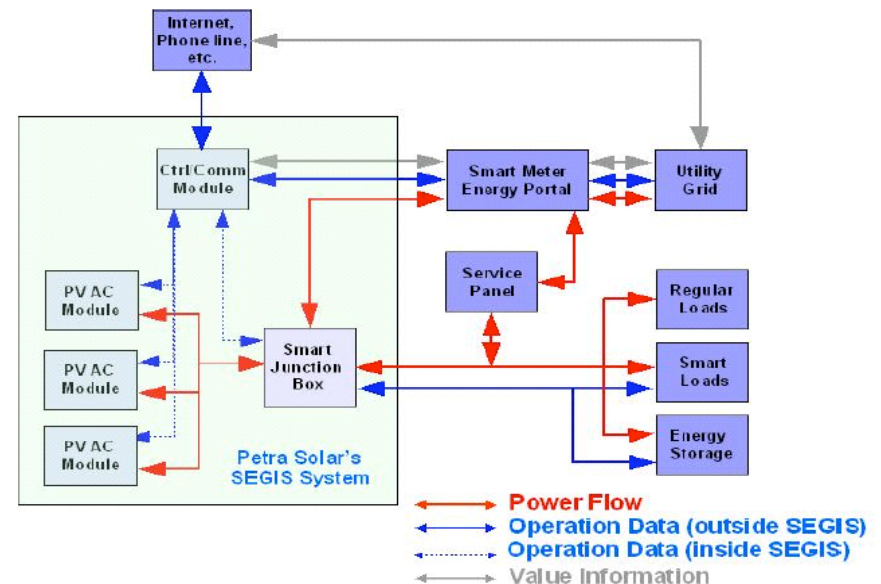 Internet,
Phone line,
etc.
Ctrl/Comm
Module
Smart Meter
Energy Portal
Utility
Grid
Service
Panel
PV AC
Module
PV AC
Module
PV AC
Module
Smart
Junction
Box
Regular
Loads
Smart
Loads
Energy
Storage
Petra Solar's
SEGIS System
Power Flow
Operation Data (outside SEGIS)
Operation Data (inside SEGIS)
Value Information